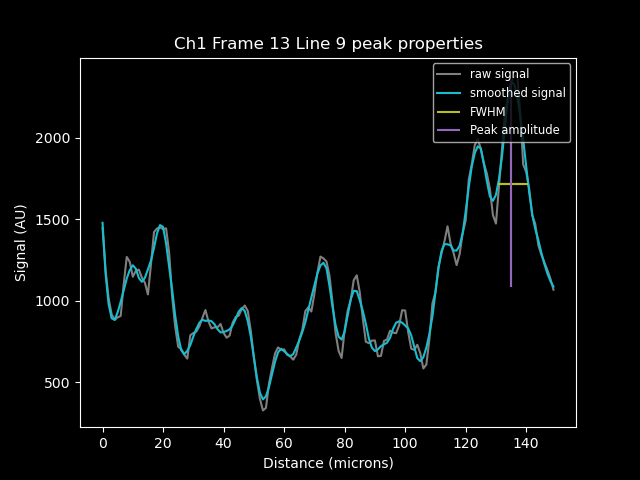 Ch1 Frame 13 Line 9 peak properties
raw signal
smoothed signal
FWHM
Peak amplitude
Signal (AU)
2000
1500
1000
500
0 20 40 60 80 100 120 140
Distance (microns)